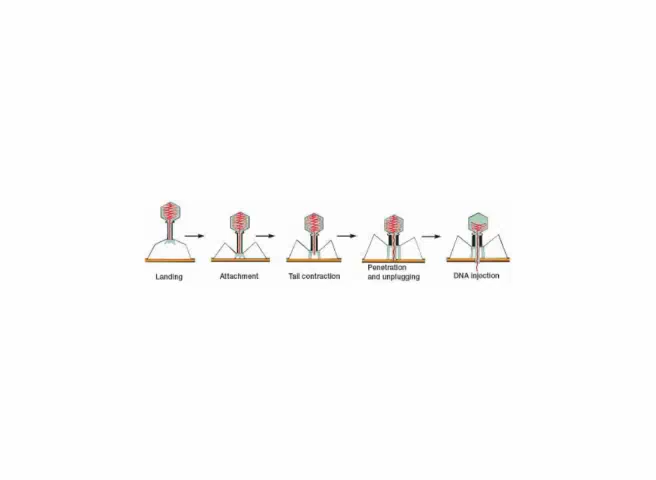 Landing
Attachment
Tail contraction
Penetration
and unplugging
DNA injection